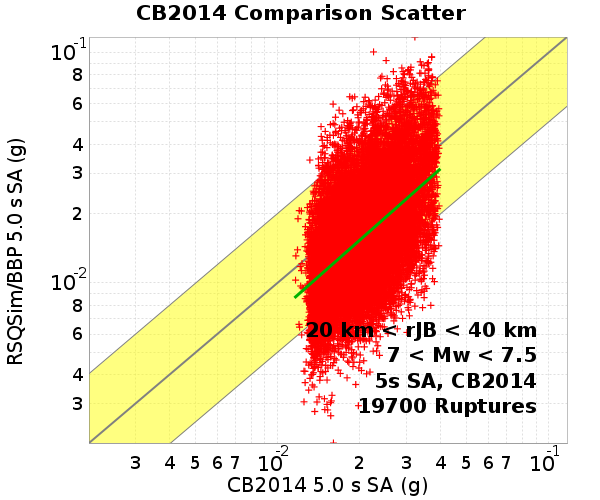 CB2014 Comparison Scatter
10-1
8
6
4
3
2
10-2
8
6
4
3
RSQSim/BBP 5.0 s SA (g)
20 km < rJB < 40 km
7 < Mw < 7.5
5s SA, CB2014
19700 Ruptures
3 4 5 6 7 10-2 2 3 4 5 6 7 10-1
CB2014 5.0 s SA (g)